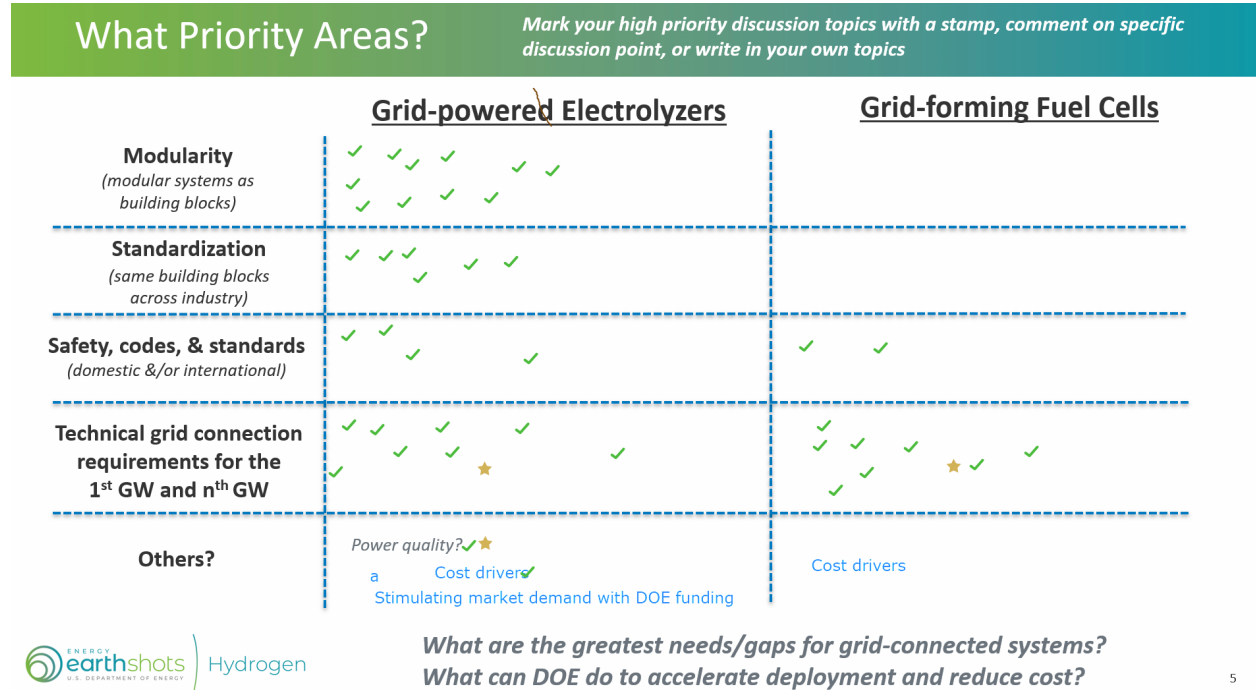 What Priority Areas?
Mark your high priority discussion topics with a stamp, comment on specific
discussion point, or write in your own topics
Grid-powered Electrolyzers
Grid-forming Fuel Cells
Modularity
(modular systems as
building blocks)
Standardization
(same building blocks
across industry)
Safety, codes, & standards
(domestic &/or international)
Technical grid connection
requirements for the
1st GW and nth GW
Others?
Power quality?
a
Cost drivers
Stimulating market demand with DOE funding
Cost drivers
ENERGY
earthshots
U.S. DEPARTMENT OF ENERGY
Hydrogen
What are the greatest needs/gaps for grid-connected systems?
What can DOE do to accelerate deployment and reduce cost?
5